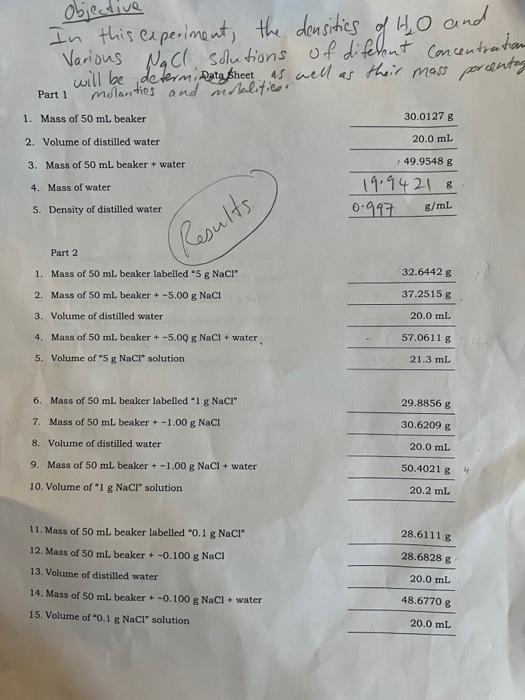 Objective
In this experiment, the densities of H2O and
Various NaCl solutions of difefent Concentration
will be determi Data Sheet as well as their mass porcentag
Part 1 molarities and molalities.
1. Mass of 50 mL beaker 30.0127 g
2. Volume of distilled water 20.0 mL
3. Mass of 50 mL beaker + water 49.9548 g
4. Mass of water 19.9421 g
5. Density of distilled water 0.997 g/mL
Results
Part 2
1. Mass of 50 mL beaker labelled "5 g NaCl" 32.6442 g
2. Mass of 50 mL beaker + ~5.00 g NaCl 37.2515 g
3. Volume of distilled water 20.0 mL
4. Mass of 50 mL beaker + ~5.00 g NaCl + water 57.0611 g
5. Volume of "5 g NaCl" solution 21.3 mL
6. Mass of 50 mL beaker labelled "1 g NaCl" 29.8856 g
7. Mass of 50 mL beaker + ~1.00 g NaCl 30.6209 g
8. Volume of distilled water 20.0 mL
9. Mass of 50 mL beaker + ~1.00 g NaCl + water 50.4021 g 4
10. Volume of "1 g NaCl" solution 20.2 mL
11. Mass of 50 mL beaker labelled "0.1 g NaCl" 28.6111 g
12. Mass of 50 mL beaker + ~0.100 g NaCl 28.6828 g
13. Volume of distilled water 20.0 mL
14. Mass of 50 mL beaker + ~0.100 g NaCl + water 48.6770 g
15. Volume of "0.1 g NaCl" solution 20.0 mL